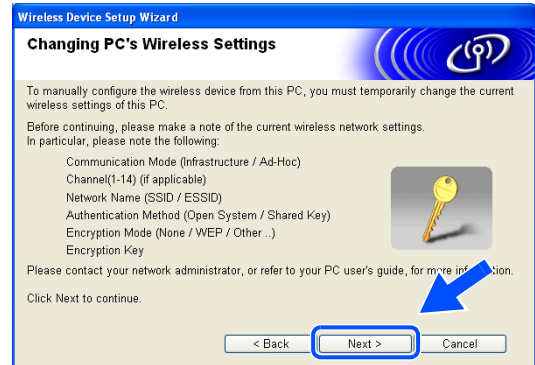 Wireless Device Setup Wizard
Changing PC's Wireless Settings
To manually configure the wireless device from this PC, you must temporarily change the current
wireless settings of this PC.
Before continuing, please make a note of the current wireless network settings.
In particular, please note the following:
Communication Mode (Infrastructure / Ad-Hoc)
Channel(1-14) (if applicable)
Network Name (SSID / ESSID)
Authentication Method (Open System / Shared Key)
Encryption Mode (None / WEP / Other ..)
Encryption Key
Please contact your network administrator, or refer to your PC user's guide, for more information.
Click Next to continue.
< Back Next > Cancel